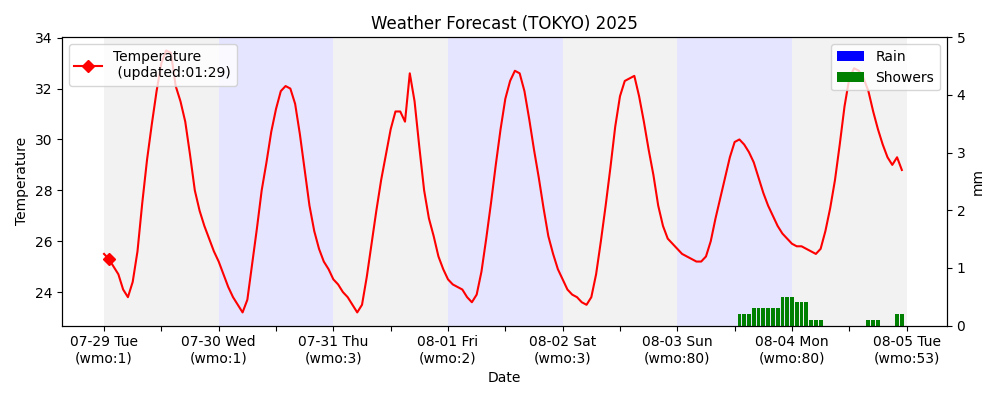 Weather Forecast (TOKYO) 2025
Temperature
(updated:01:29)
Rain
Showers
34
32
30
28
26
24
Temperature
5
4
3
2
1
0
mm
07-29 Tue 07-30 Wed 07-31 Thu 08-01 Fri 08-02 Sat 08-03 Sun 08-04 Mon 08-05 Tue
(wmo:1) (wmo:1) (wmo:3) (wmo:2) (wmo:3) (wmo:80) (wmo:80) (wmo:53)
Date